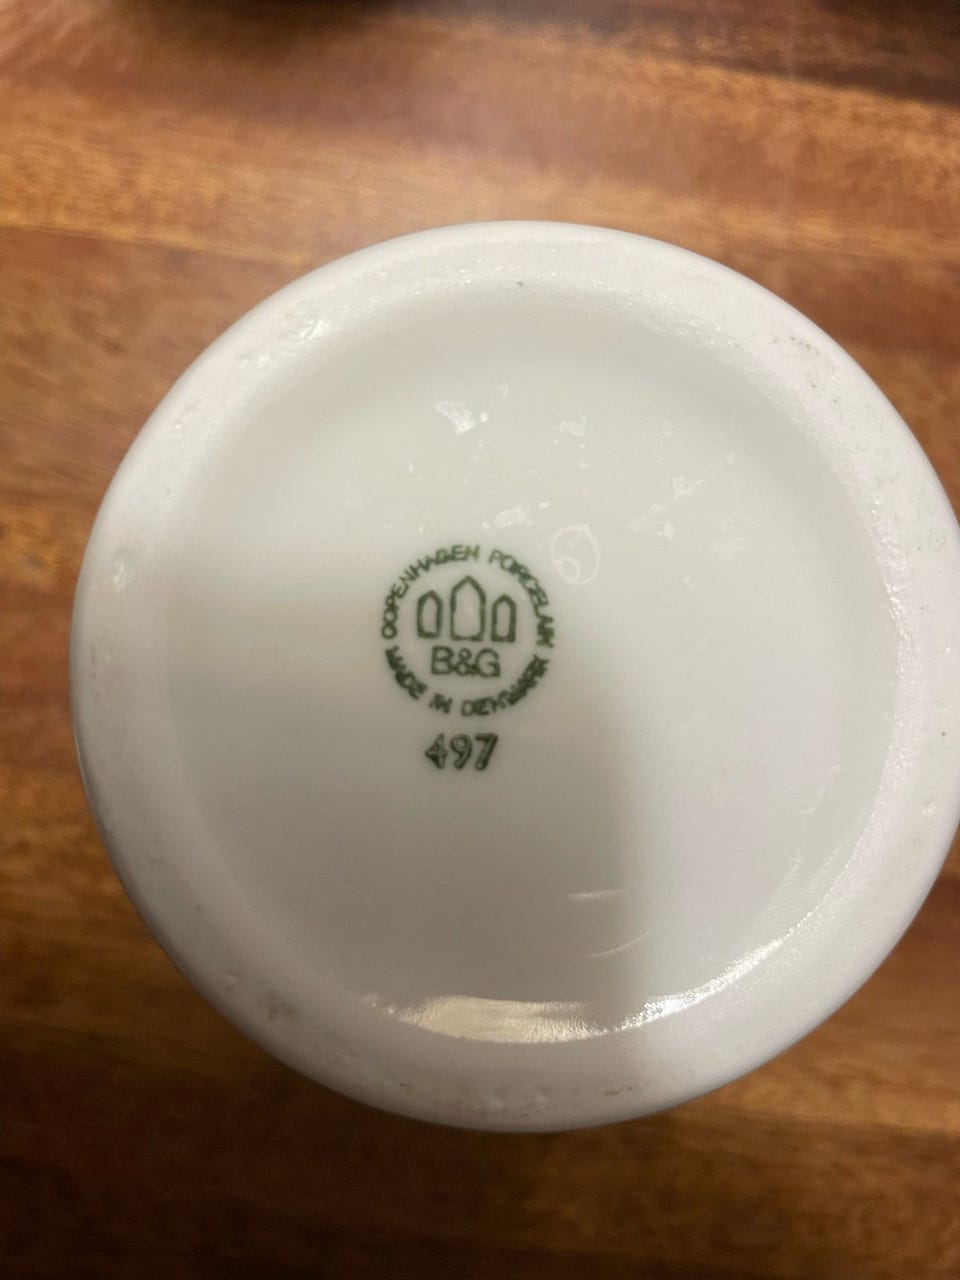 COPENHAGEN PORCELAIN
B&G
MADE IN DENMARK
497